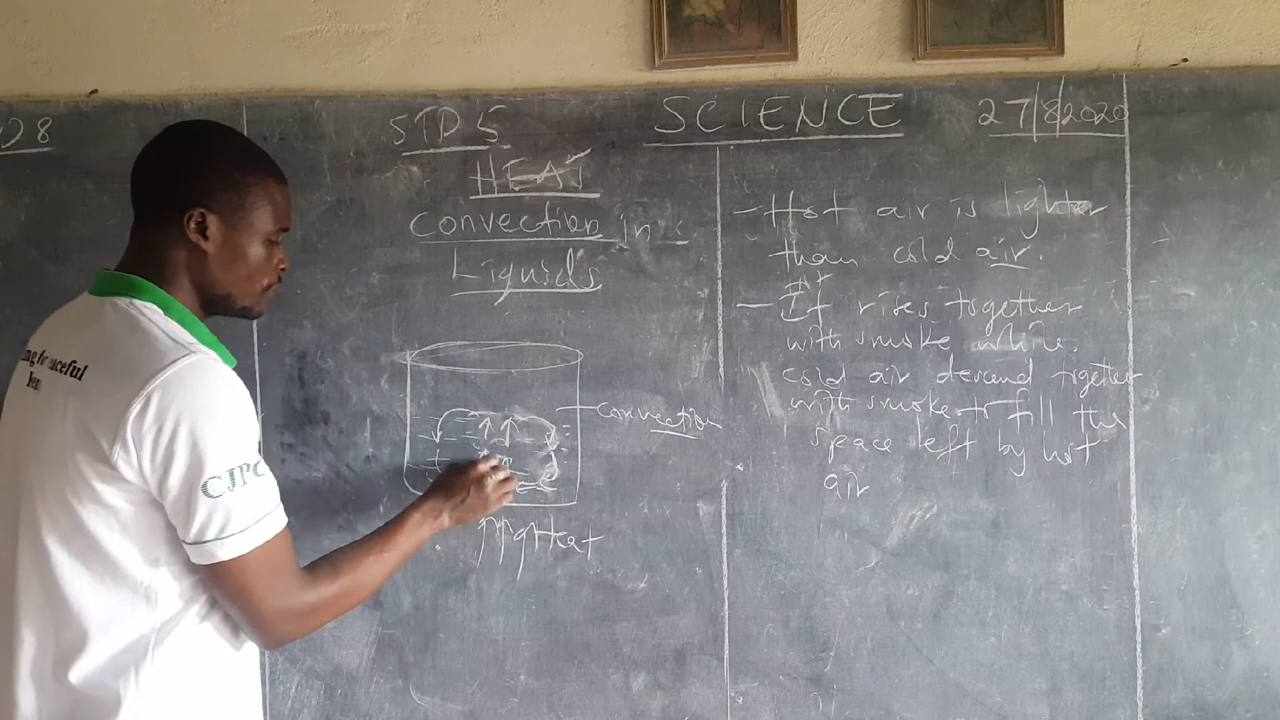 D8
STD 5
SCIENCE
27/8/2020
HEAT
Convection in
Liquids
- Hot air is lighter
than cold air.
- It rises together
with smoke while
cold air descend together
with smoke to fill the
space left by hot
air
Convection
Heat
CJPC